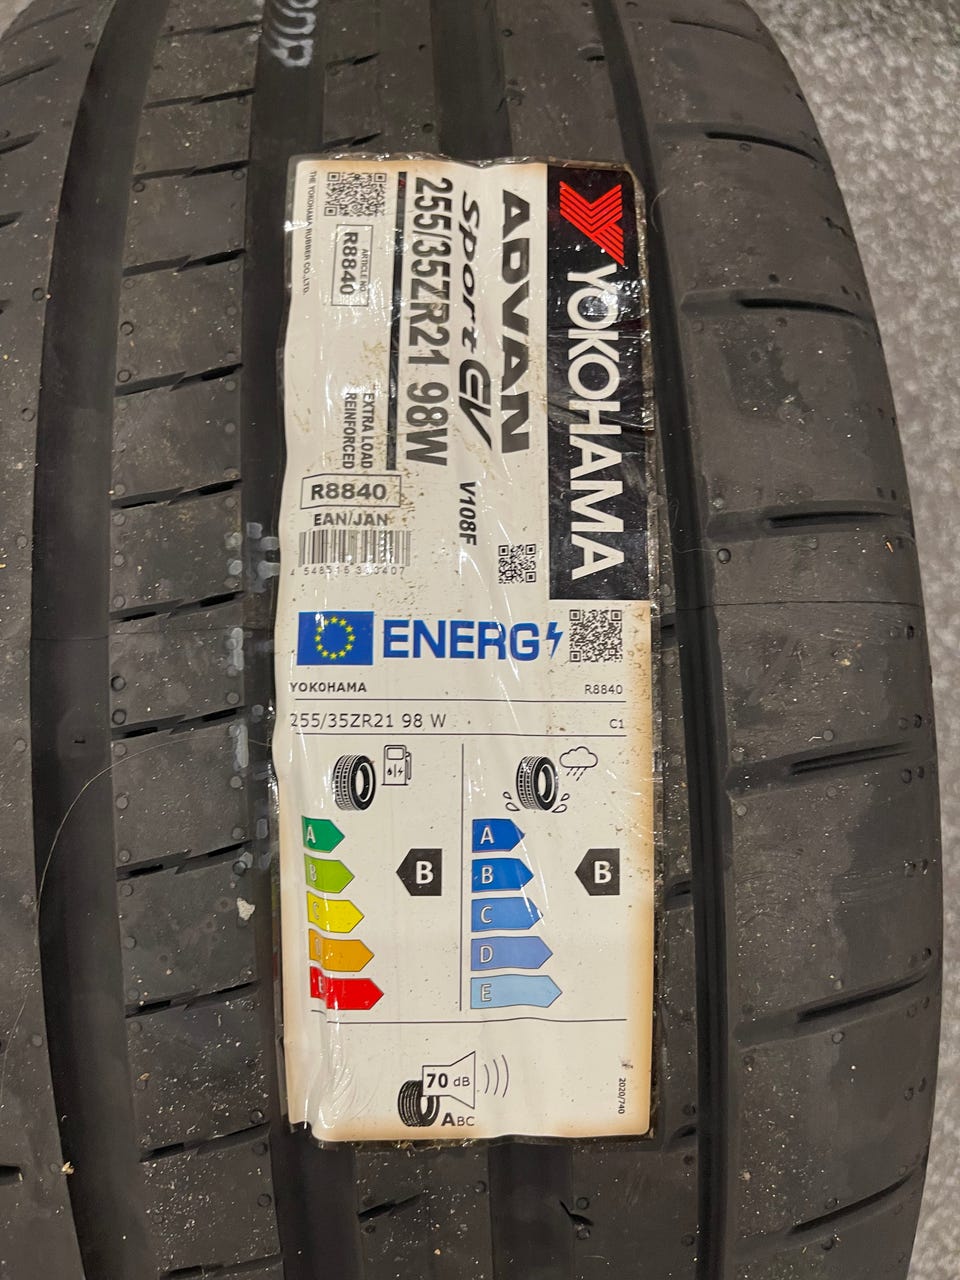 YOKOHAMA
ADVAN
Sport EV
V108F
255/35ZR21 98W
EXTRA LOAD
REINFORCED
ARTICLE NO
R8840
THE YOKOHAMA RUBBER CO.,LTD.
R8840
EAN/JAN
ENERG
YOKOHAMA
R8840
255/35ZR21 98 W
C1
A
B
C
D
E
B
A
B
C
D
E
B
70 dB
ABC
2020/740